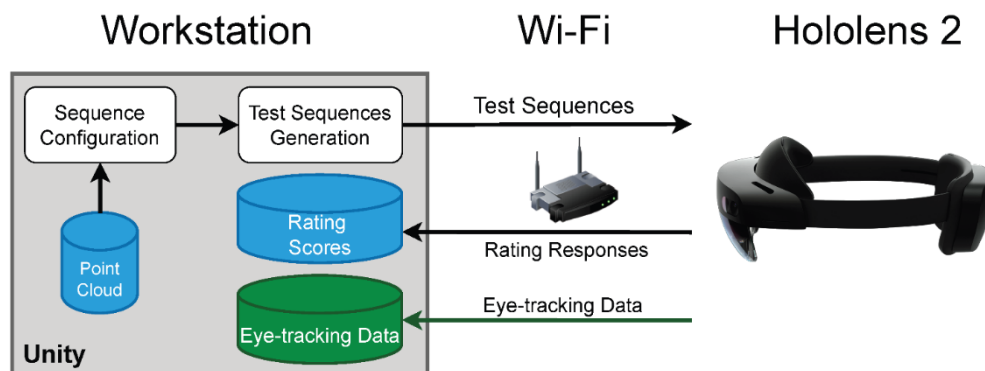 Workstation
Wi-Fi
Hololens 2
Sequence
Configuration
Test Sequences
Generation
Test Sequences
Rating
Scores
Rating Responses
Point
Cloud
Eye-tracking Data
Eye-tracking Data
Unity